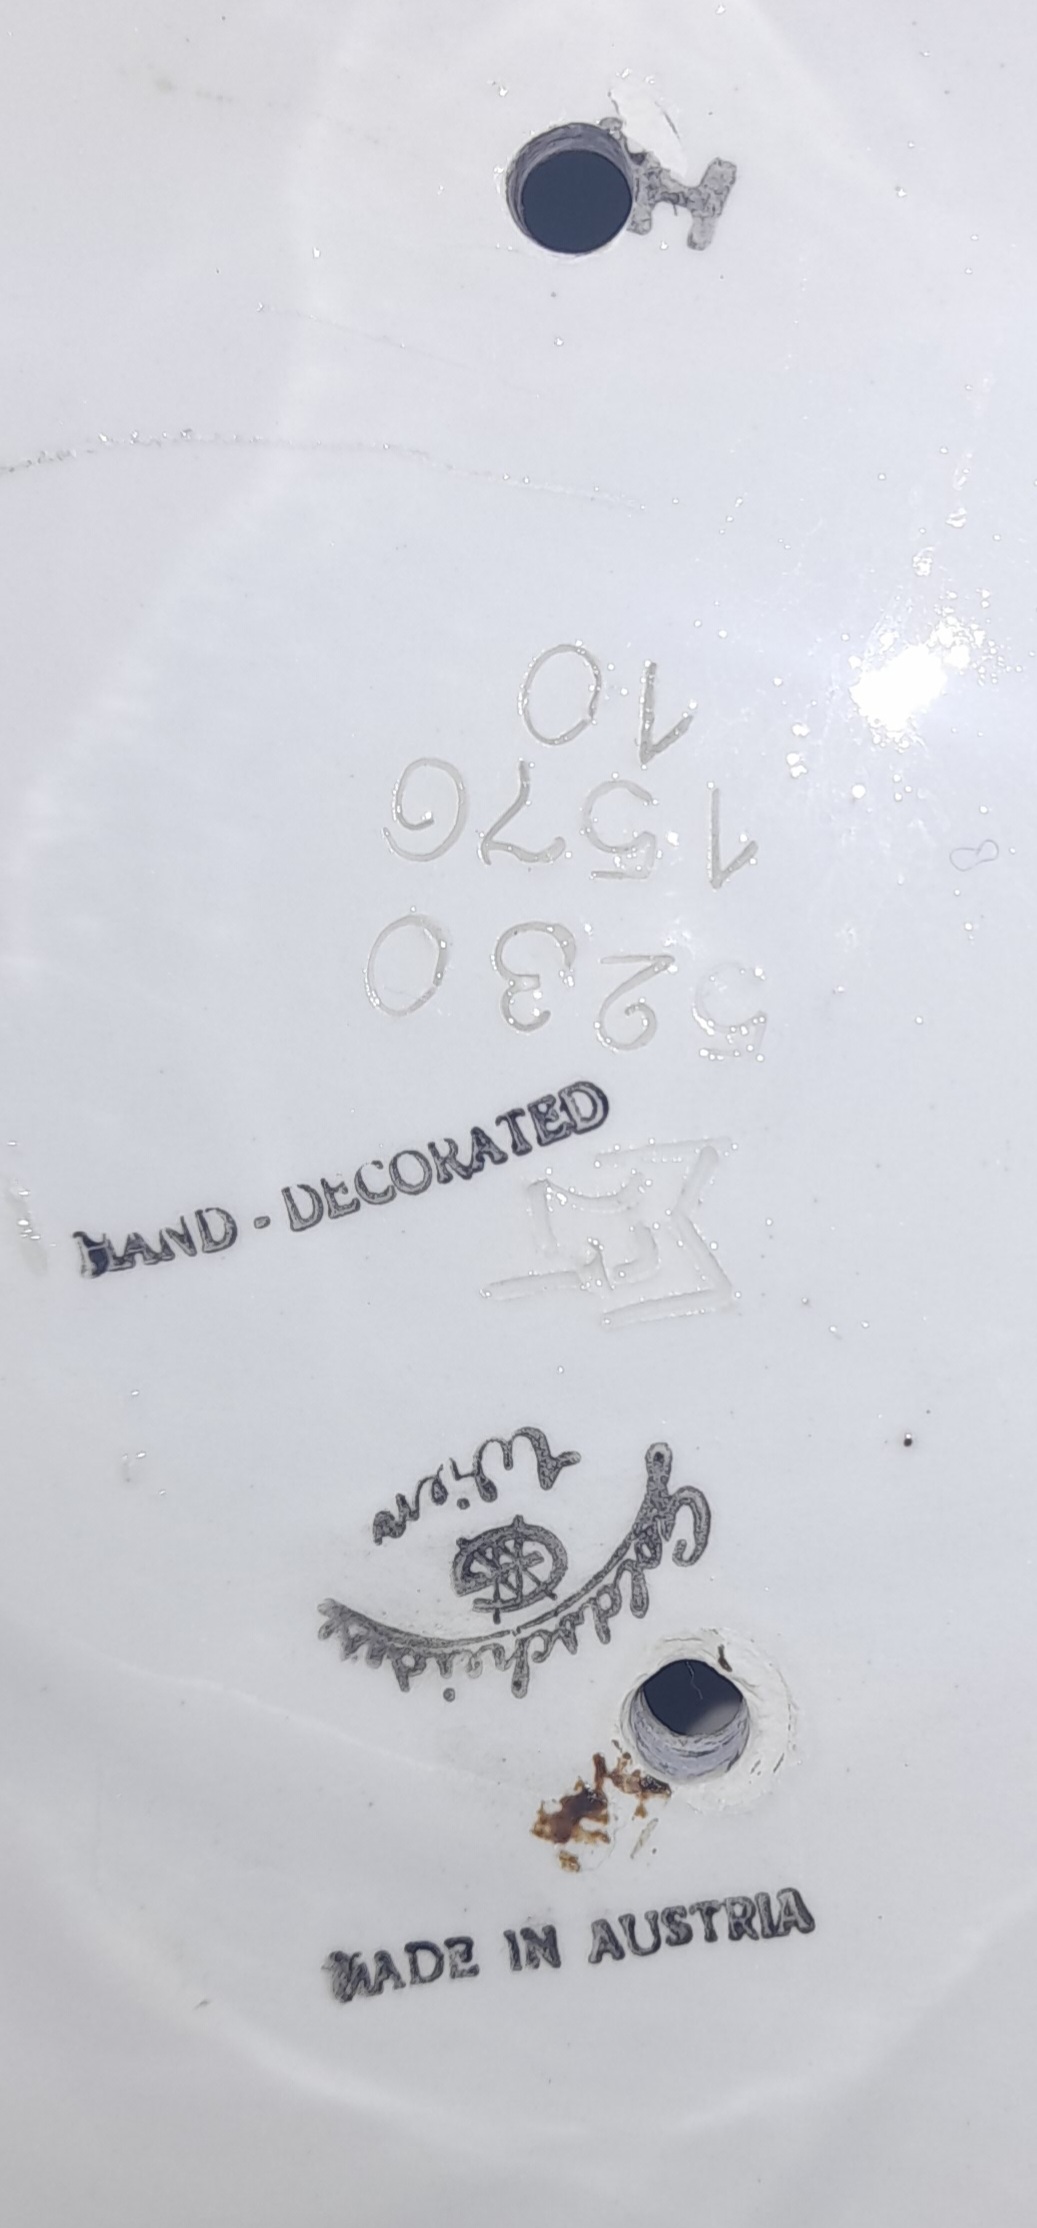 Goldscheider
Wien
5230
1576
10
HAND - DECORATED
MADE IN AUSTRIA